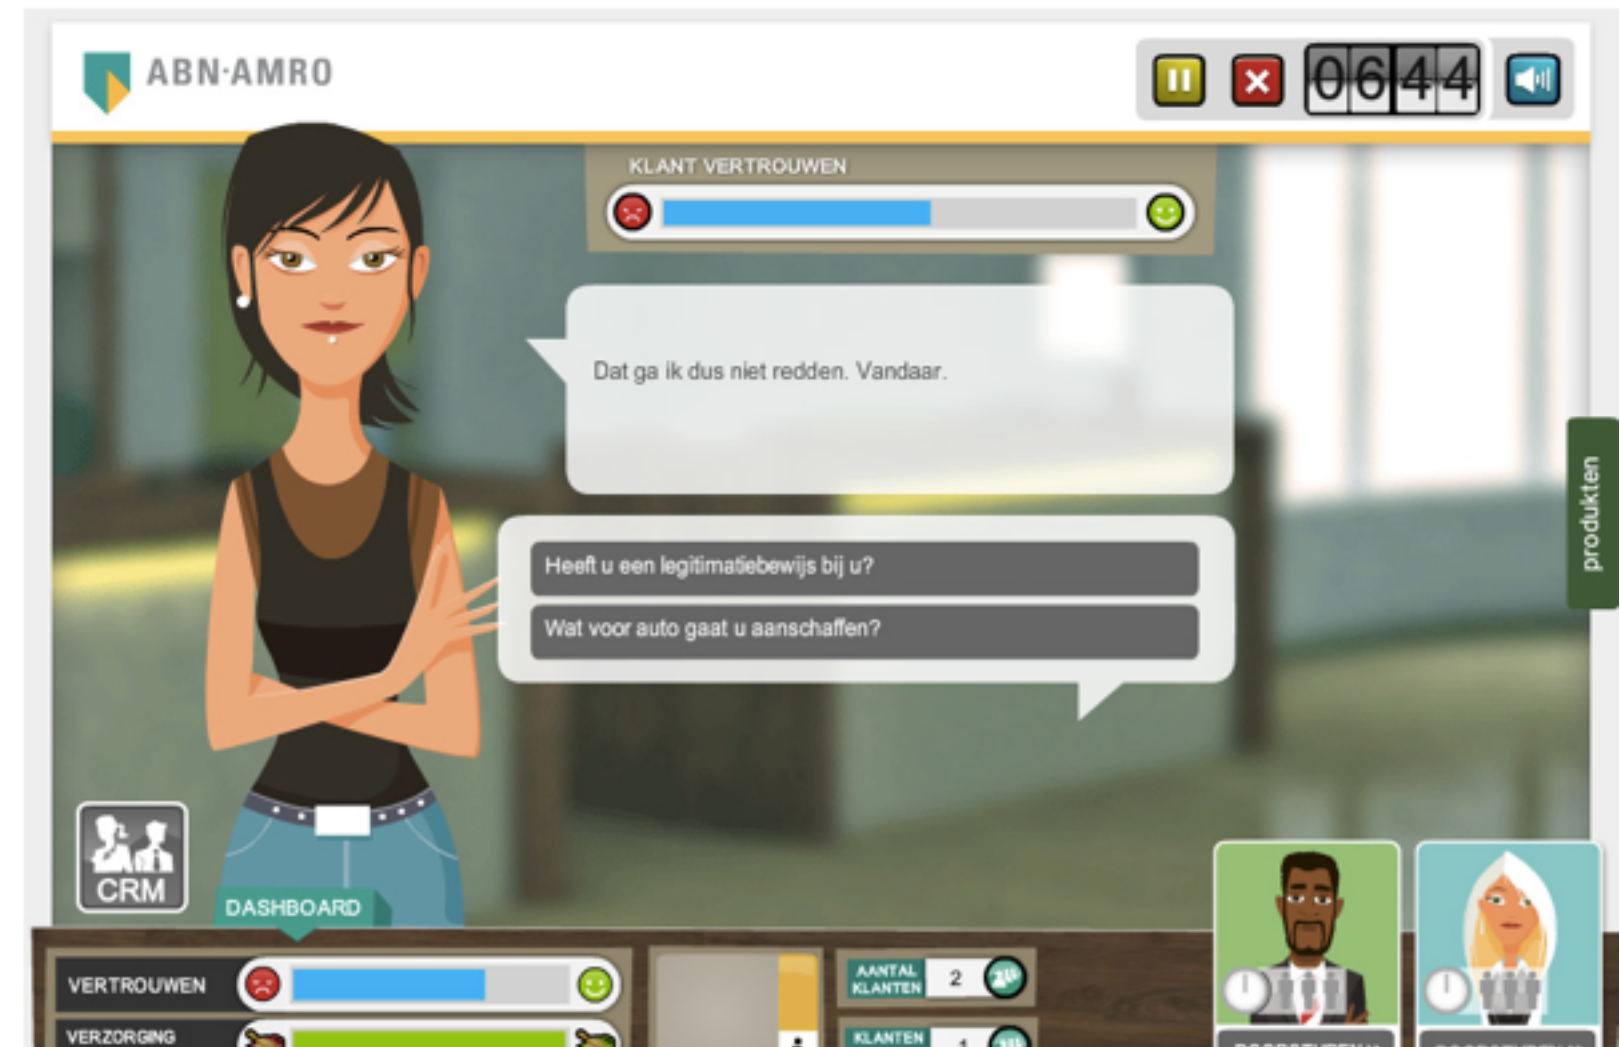 ABN·AMRO
0644
KLANT VERTROUWEN
Dat ga ik dus niet redden. Vandaar.
Heeft u een legitimatiebewijs bij u?
Wat voor auto gaat u aanschaffen?
produkten
CRM
DASHBOARD
VERTROUWEN
AANTAL
KLANTEN
2
VERZORGING
KLANTEN